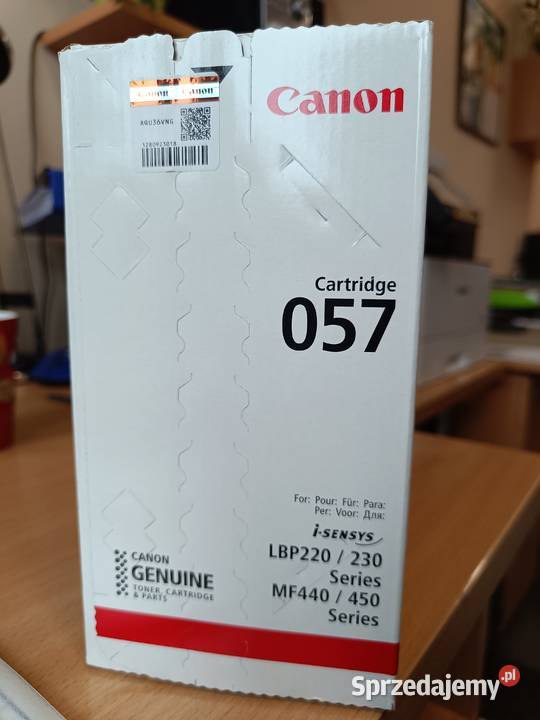 Canon Canon
AQU36VNG
Canon
Cartridge
057
For: Pour: Für: Para:
Per: Voor: Для:
i-SENSYS
LBP220 / 230
Series
MF440 / 450
Series
CANON
GENUINE
TONER, CARTRIDGE
& PARTS
Sprzedajemy.pl